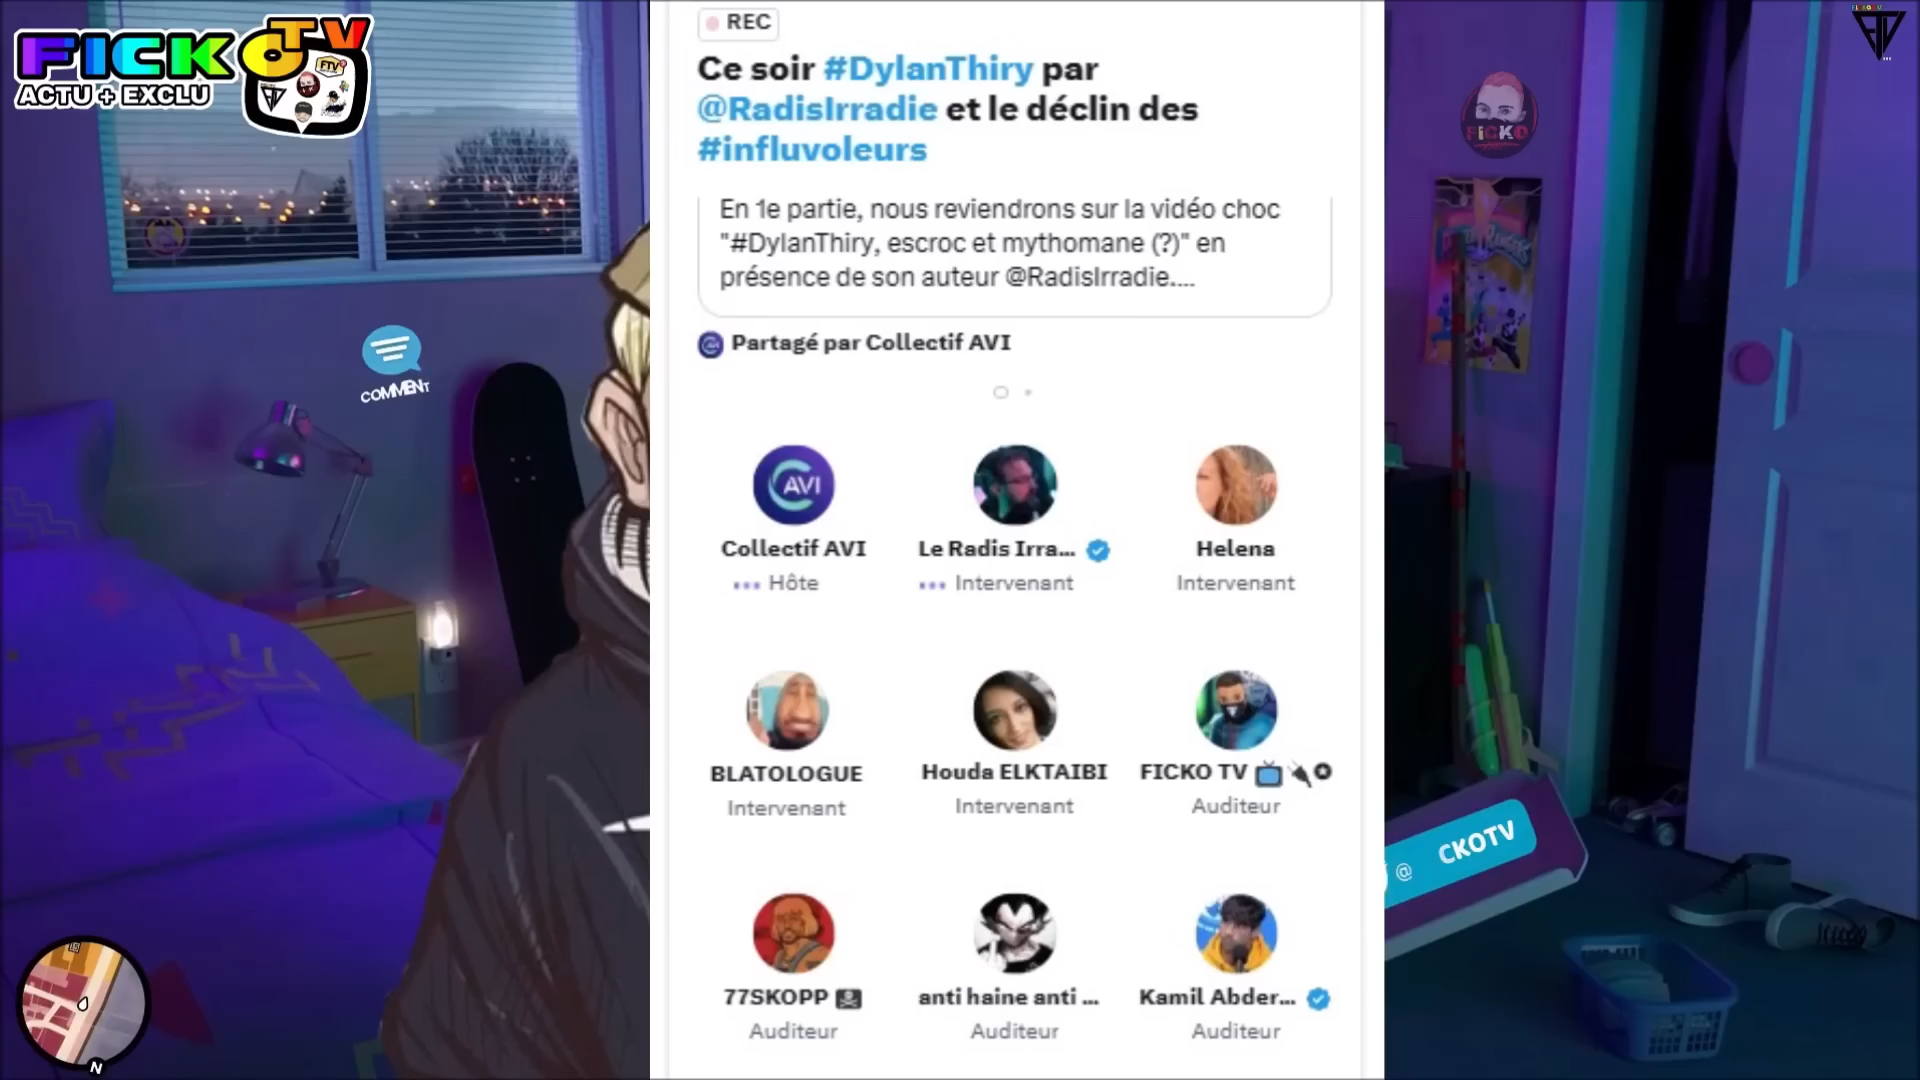 FICKO TV
ACTU + EXCLU
FTV
REC
Ce soir #DylanThiry par
@RadisIrradie et le déclin des
#influvoleurs
En 1e partie, nous reviendrons sur la vidéo choc
"#DylanThiry, escroc et mythomane (?)" en
présence de son auteur @RadisIrradie....
Partagé par Collectif AVI
COMMENT
AVI
Collectif AVI
Hôte
Le Radis Irra...
Intervenant
Helena
Intervenant
BLATOLOGUE
Intervenant
Houda ELKTAIBI
Intervenant
FICKO TV
Auditeur
77SKOPP
Auditeur
anti haine anti ...
Auditeur
Kamil Abder...
Auditeur
FiCKO
@ CKOTV
N